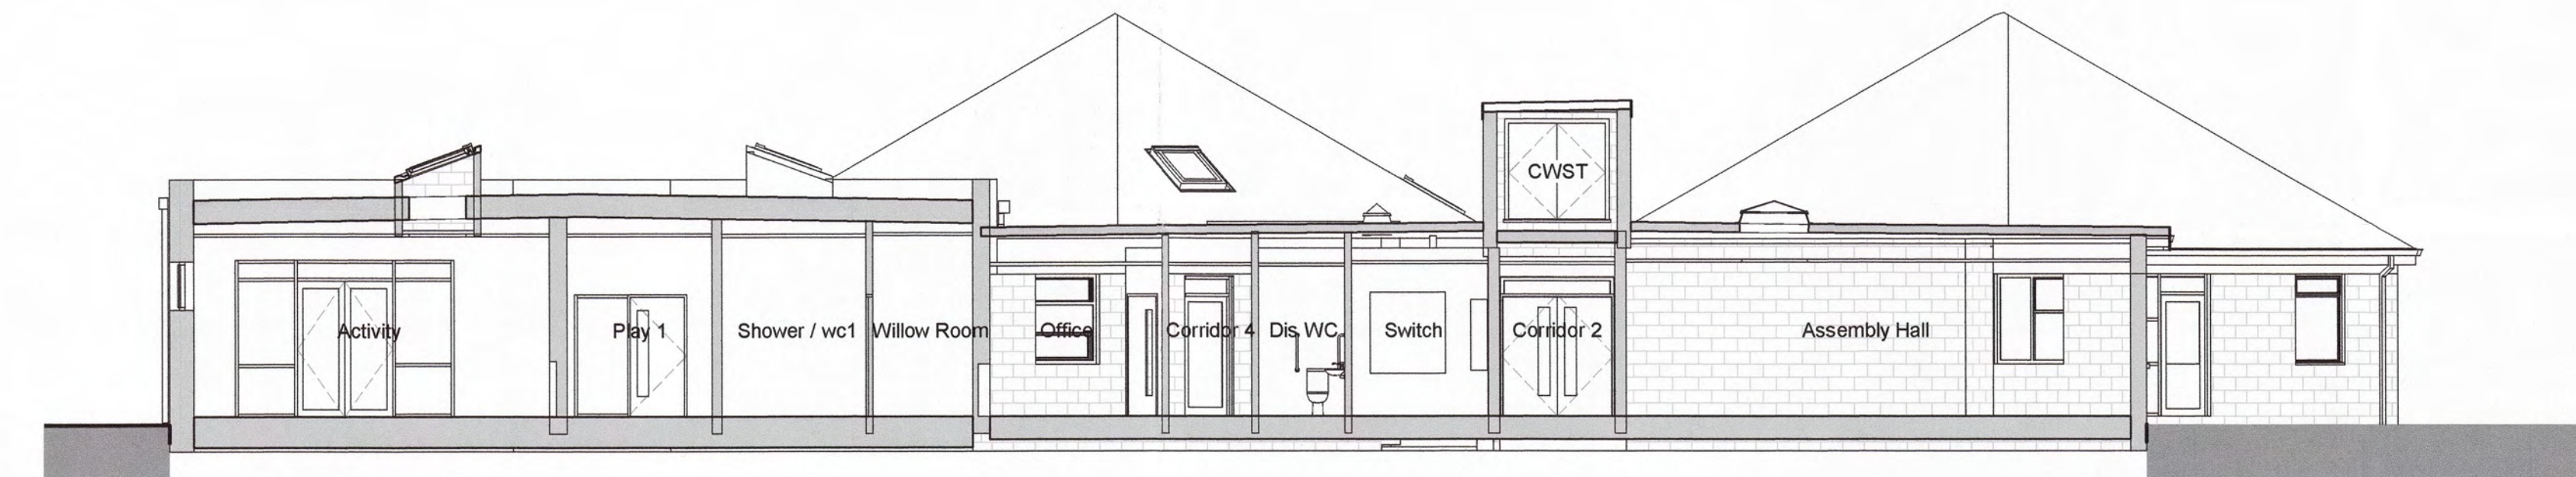 CWST
Activity
Play 1
Shower / wc1
Willow Room
Office
Corridor 4
Dis WC
Switch
Corridor 2
Assembly Hall